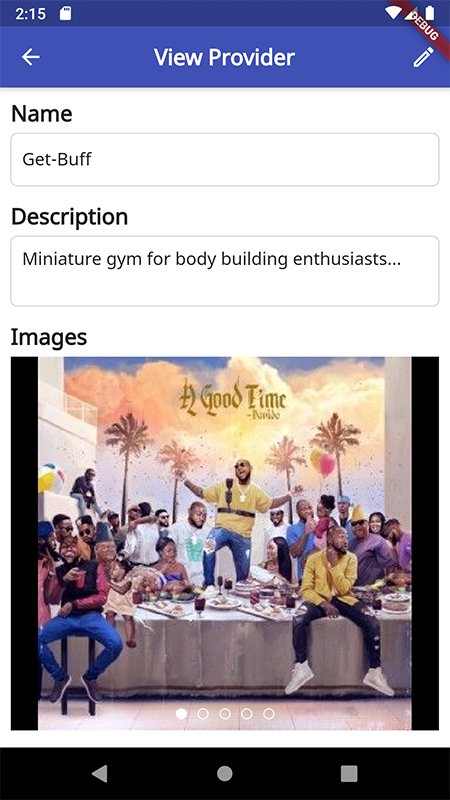 2:15
DEBUG
View Provider
Name
Get-Buff
Description
Miniature gym for body building enthusiasts...
Images
A Good Time
-Davido